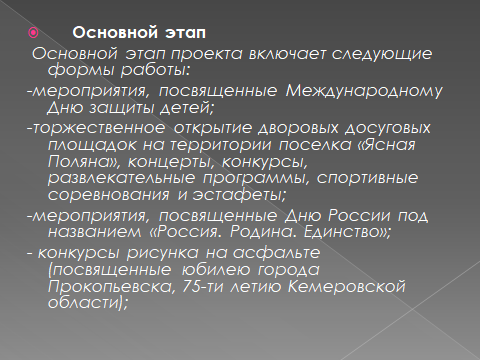 Основной этап
Основной этап проекта включает следующие
формы работы:
-мероприятия, посвященные Международному
Дню защиты детей;
-торжественное открытие дворовых досуговых
площадок на территории поселка «Ясная
Поляна», концерты, конкурсы,
развлекательные программы, спортивные
соревнования и эстафеты;
-мероприятия, посвященные Дню России под
названием «Россия. Родина. Единство»;
- конкурсы рисунка на асфальте
(посвященные юбилею города
Прокопьевска, 75-ти летию Кемеровской
области);